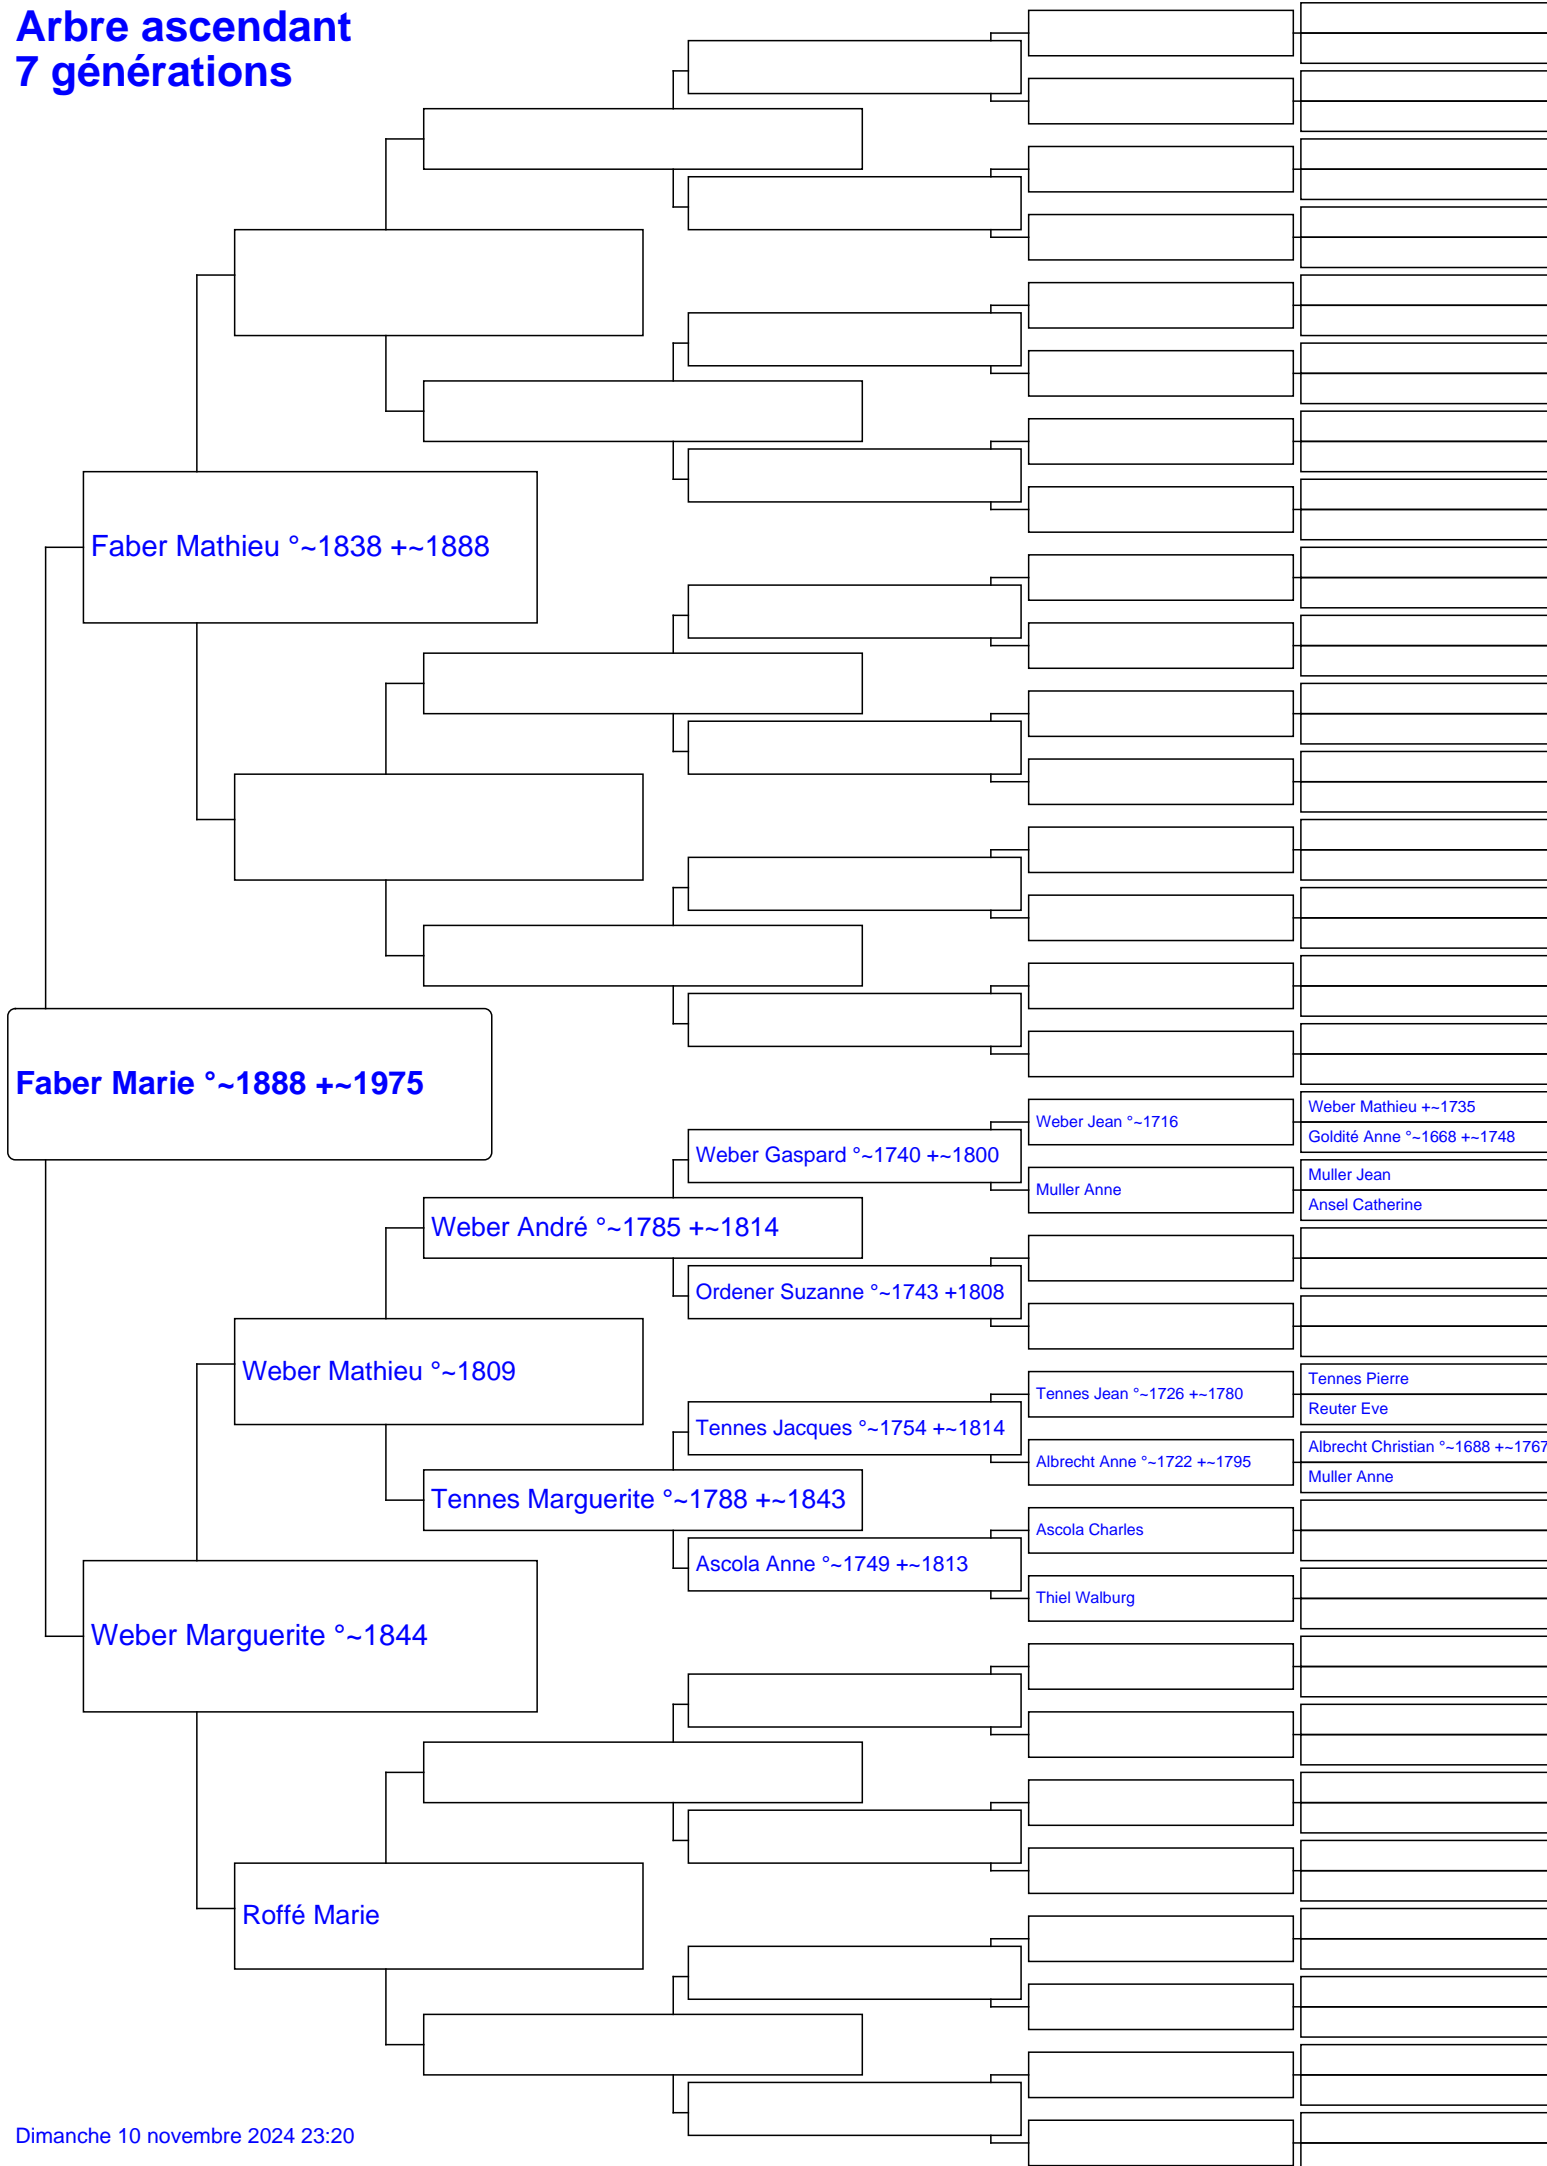 Arbre ascendant
7 générations
Faber Mathieu °~1838 +~1888
Faber Marie °~1888 +~1975
Weber Jean °~1716
Weber Mathieu +~1735
Goldité Anne °~1668 +~1748
Weber Gaspard °~1740 +~1800
Muller Anne
Muller Jean
Ansel Catherine
Weber André °~1785 +~1814
Ordener Suzanne °~1743 +1808
Weber Mathieu °~1809
Tennes Jean °~1726 +~1780
Tennes Pierre
Reuter Eve
Tennes Jacques °~1754 +~1814
Albrecht Anne °~1722 +~1795
Albrecht Christian °~1688 +~1767
Muller Anne
Tennes Marguerite °~1788 +~1843
Ascola Charles
Ascola Anne °~1749 +~1813
Thiel Walburg
Weber Marguerite °~1844
Roffé Marie
Dimanche 10 novembre 2024 23:20